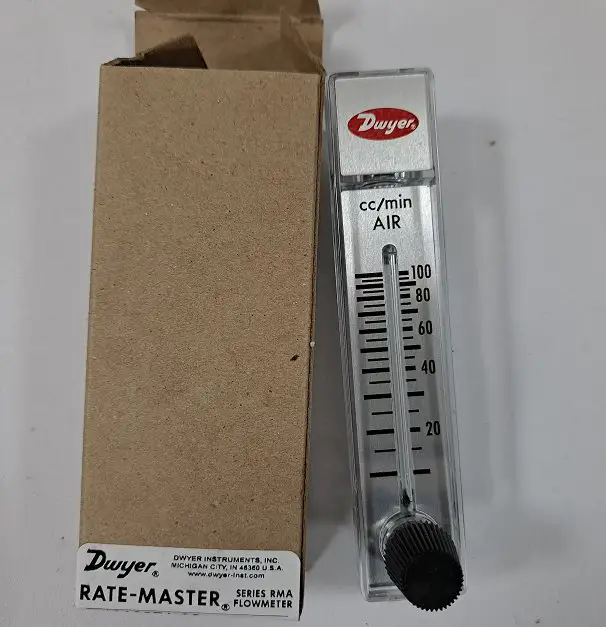 Dwyer®
cc/min
AIR
100
80
60
40
20
Dwyer®
DWYER INSTRUMENTS, INC.
MICHIGAN CITY, IN 46360 U.S.A.
www.dwyer-inst.com
RATE-MASTER®
SERIES RMA
FLOWMETER